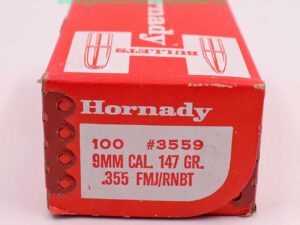 Hornady
BULLETS
Hornady
100 #3559
9MM CAL. 147 GR.
.355 FMJ/RNBT